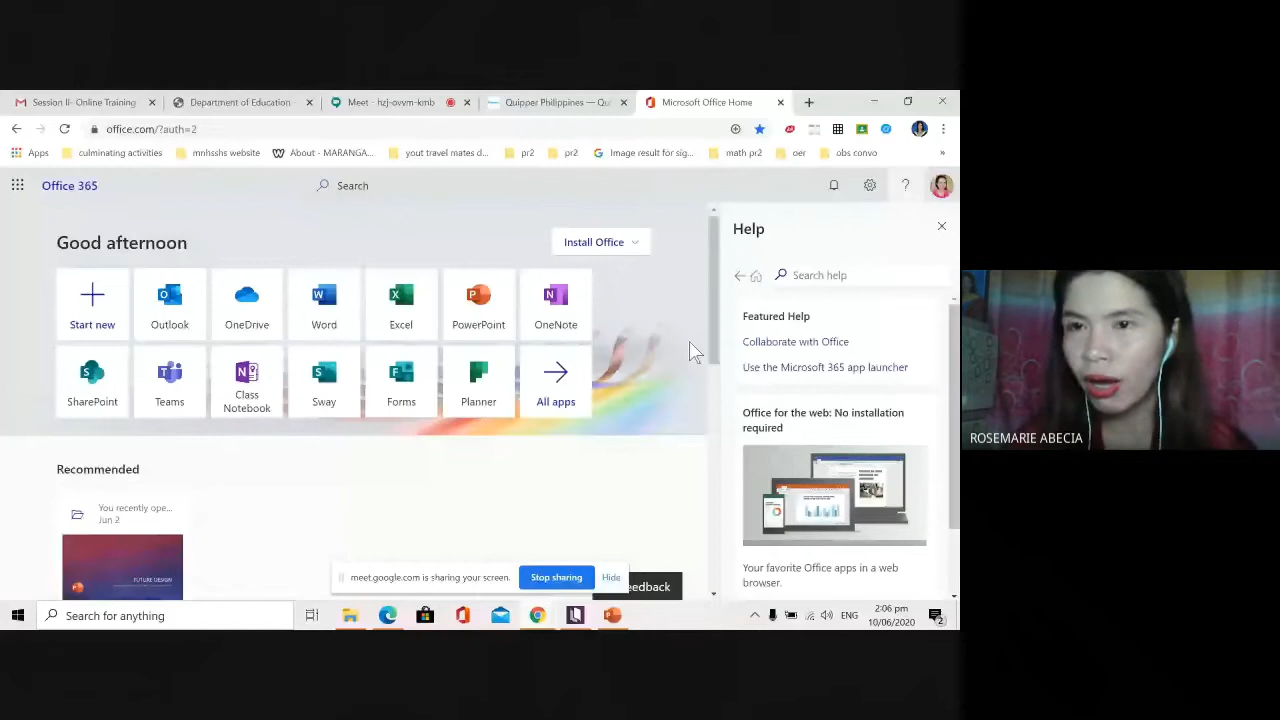 Session II- Online Training
Department of Education -
Meet - hzj-ovym-kmb
Quipper Philippines — Qu
Microsoft Office Home
office.com/?auth=2
Apps
culminating activities
mnhsshs website
About - MARANGA...
yout travel mates d...
pr2
pr2
Image result for sig...
math pr2
oer
obs convo
»
Office 365
Search
Good afternoon
Install Office
Start new
Outlook
OneDrive
Word
Excel
PowerPoint
OneNote
SharePoint
Teams
Class
Notebook
Sway
Forms
Planner
All apps
Recommended
You recently ope...
Jun 2
FUTURE DESIGN
Help
Search help
Featured Help
Collaborate with Office
Use the Microsoft 365 app launcher
Office for the web: No installation
required
Your favorite Office apps in a web
browser.
meet.google.com is sharing your screen.
Stop sharing
Hide
edback
Search for anything
ENG
2:06 pm
10/06/2020
2
ROSEMARIE ABECIA